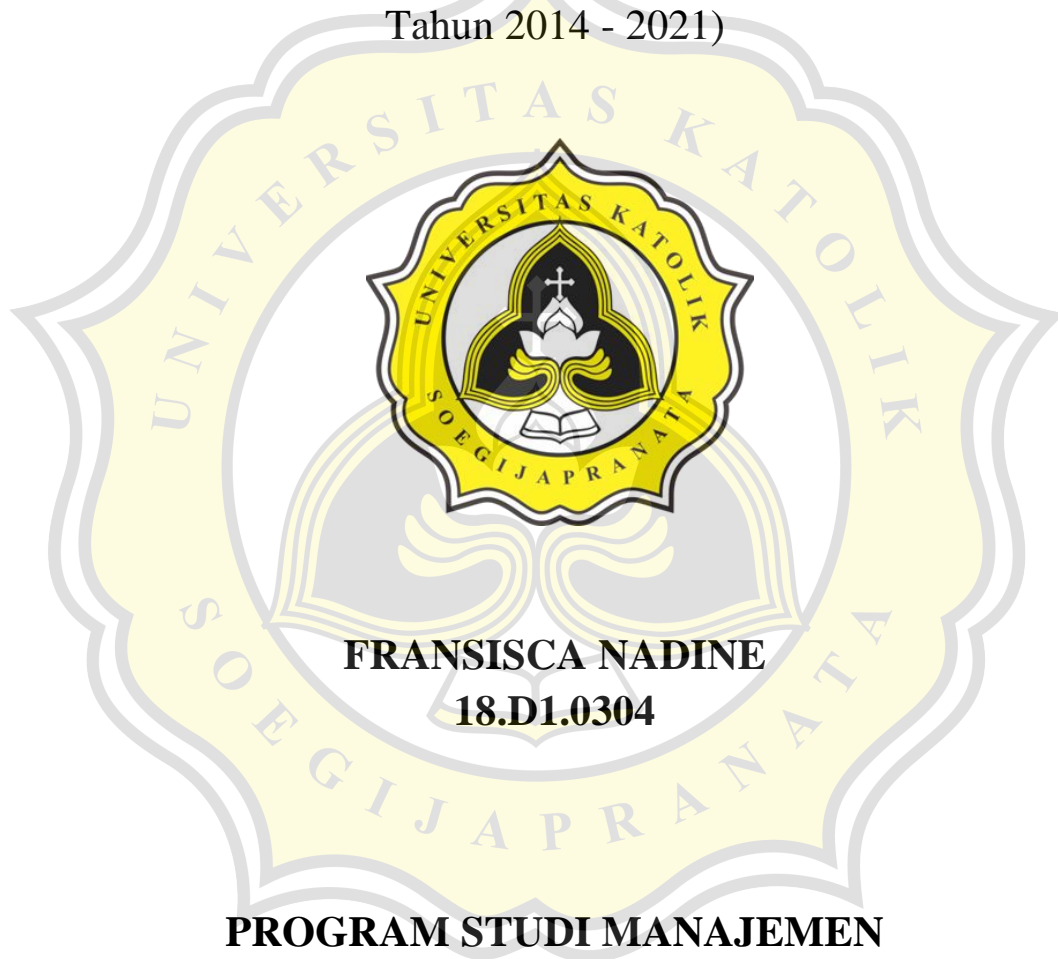 Tahun 2014 - 2021)
UNIVERSITAS KATOLIK
SOEGIJAPRANATA
UNIVERSITAS KATOLIK
SOEGIJAPRANATA
FRANSISCA NADINE
18.D1.0304
PROGRAM STUDI MANAJEMEN